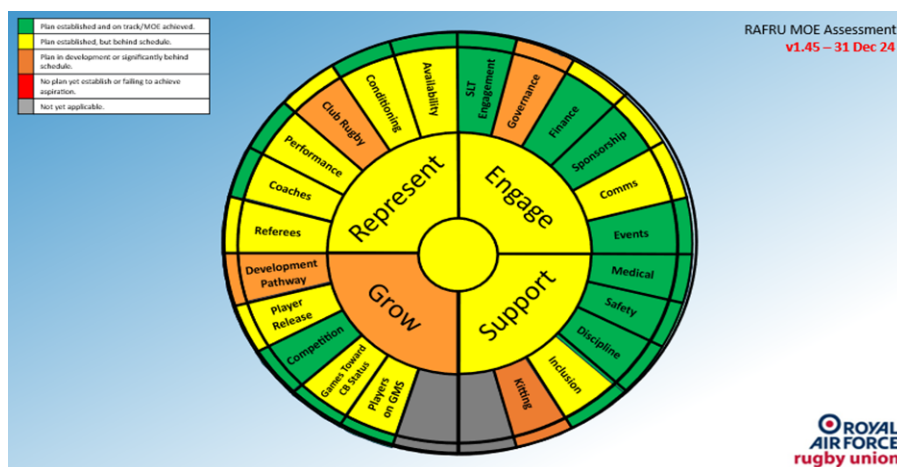 Plan established and on track/MOE achieved.
Plan established, but behind schedule.
Plan in development or significantly behind
schedule.
No plan yet establish or failing to achieve
aspiration.
Not yet applicable.
RAFRU MOE Assessment
v1.45 – 31 Dec 24
Represent
Engage
Support
Grow
SLT
Engagement
Governance
Finance
Sponsorship
Comms
Events
Medical
Safety
Discipline
Inclusion
Kitting
Players
on GMS
Games Toward
CB Status
Competition
Player
Release
Development
Pathway
Referees
Coaches
Performance
Club Rugby
Conditioning
Availability
ROYAL
AIR FORCE
rugby union